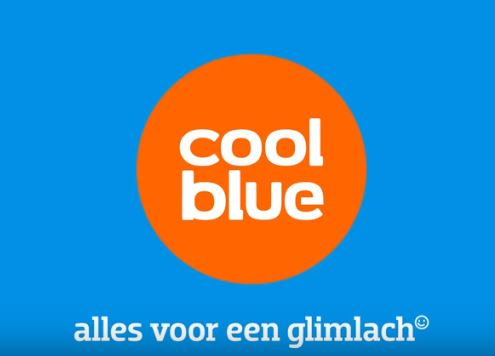 cool
blue
alles voor een glimlach☺